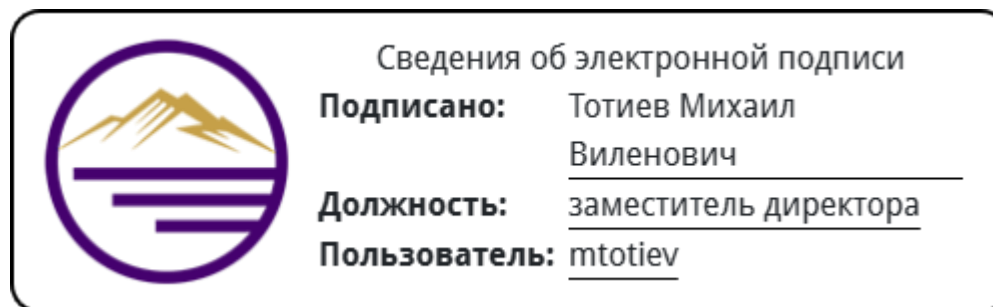 Сведения об электронной подписи
Подписано: Тотиев Михаил
Виленович
Должность: заместитель директора
Пользователь: mtotiev